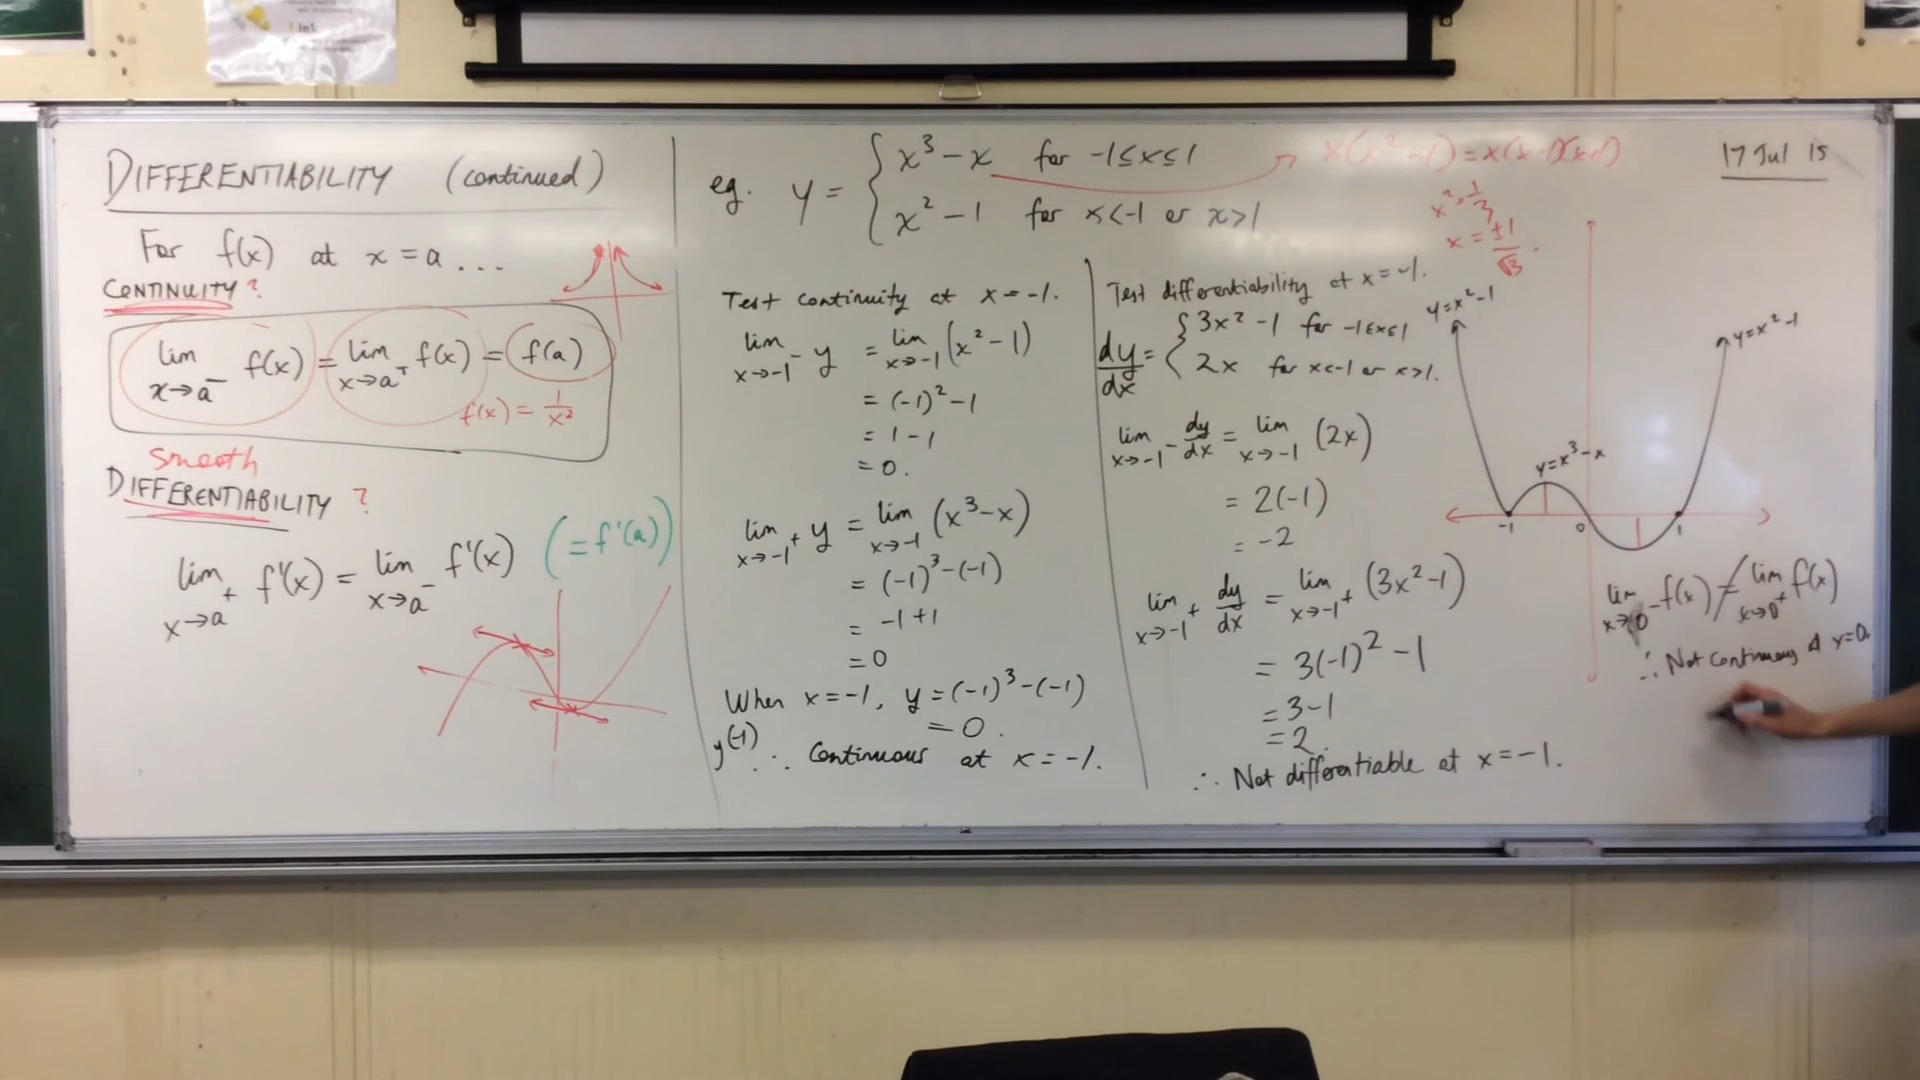 DIFFERENTIABILITY (continued)
For f(x) at x = a ...
CONTINUITY?
lim x→a⁻ f(x) = lim x→a⁺ f(x) = f(a)
f(x) = 1/x²
Smooth
DIFFERENTIABILITY ?
lim x→a⁺ f'(x) = lim x→a⁻ f'(x) (= f'(a))
eg. y = { x³ − x for −1 ≤ x ≤ 1
x² − 1 for x < −1 or x > 1
x(x² − 1) = x(x−1)(x+1)
x² = 1/3
x = ±1/√3
Test continuity at x = −1.
lim x→−1⁻ y = lim x→−1 (x² − 1)
= (−1)² − 1
= 1 − 1
= 0.
lim x→−1⁺ y = lim x→−1 (x³ − x)
= (−1)³ − (−1)
= −1 + 1
= 0
When x = −1, y = (−1)³ − (−1)
= 0.
y(−1)
∴ Continuous at x = −1.
Test differentiability at x = −1.
dy/dx = { 3x² − 1 for −1 ≤ x ≤ 1
2x for x < −1 or x > 1.
lim x→−1⁻ dy/dx = lim x→−1 (2x)
= 2(−1)
= −2
lim x→−1⁺ dy/dx = lim x→−1⁺ (3x² − 1)
= 3(−1)² − 1
= 3 − 1
= 2.
∴ Not differentiable at x = −1.
17 Jul 15
y = x² − 1
y = x² − 1
y = x³ − x
−1 0 1
lim x→0⁻ f(x) ≠ lim x→0⁺ f(x)
∴ Not continuous at x=0.